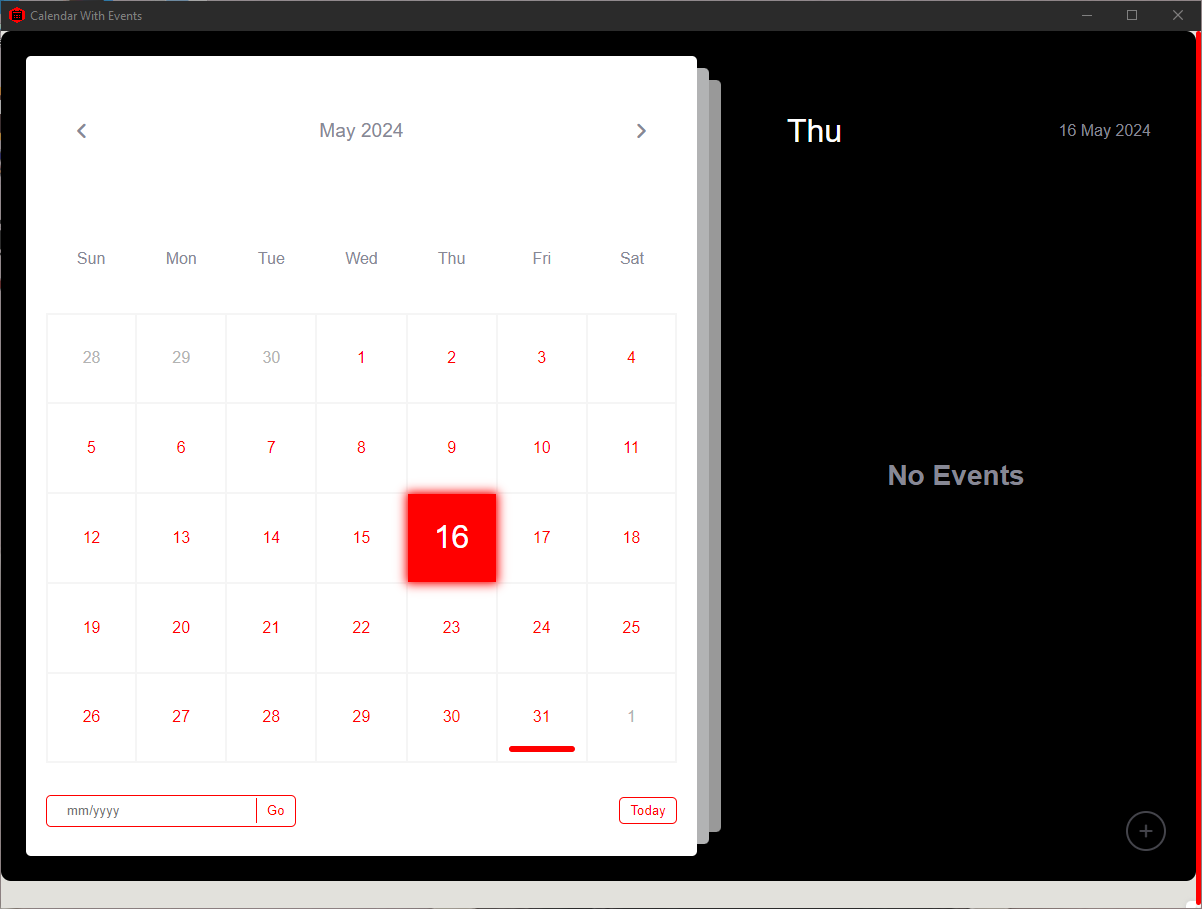 Calendar With Events
May 2024
Thu
16 May 2024
Sun Mon Tue Wed Thu Fri Sat
28 29 30 1 2 3 4
5 6 7 8 9 10 11
No Events
12 13 14 15 16 17 18
19 20 21 22 23 24 25
26 27 28 29 30 31 1
mm/yyyy Go Today